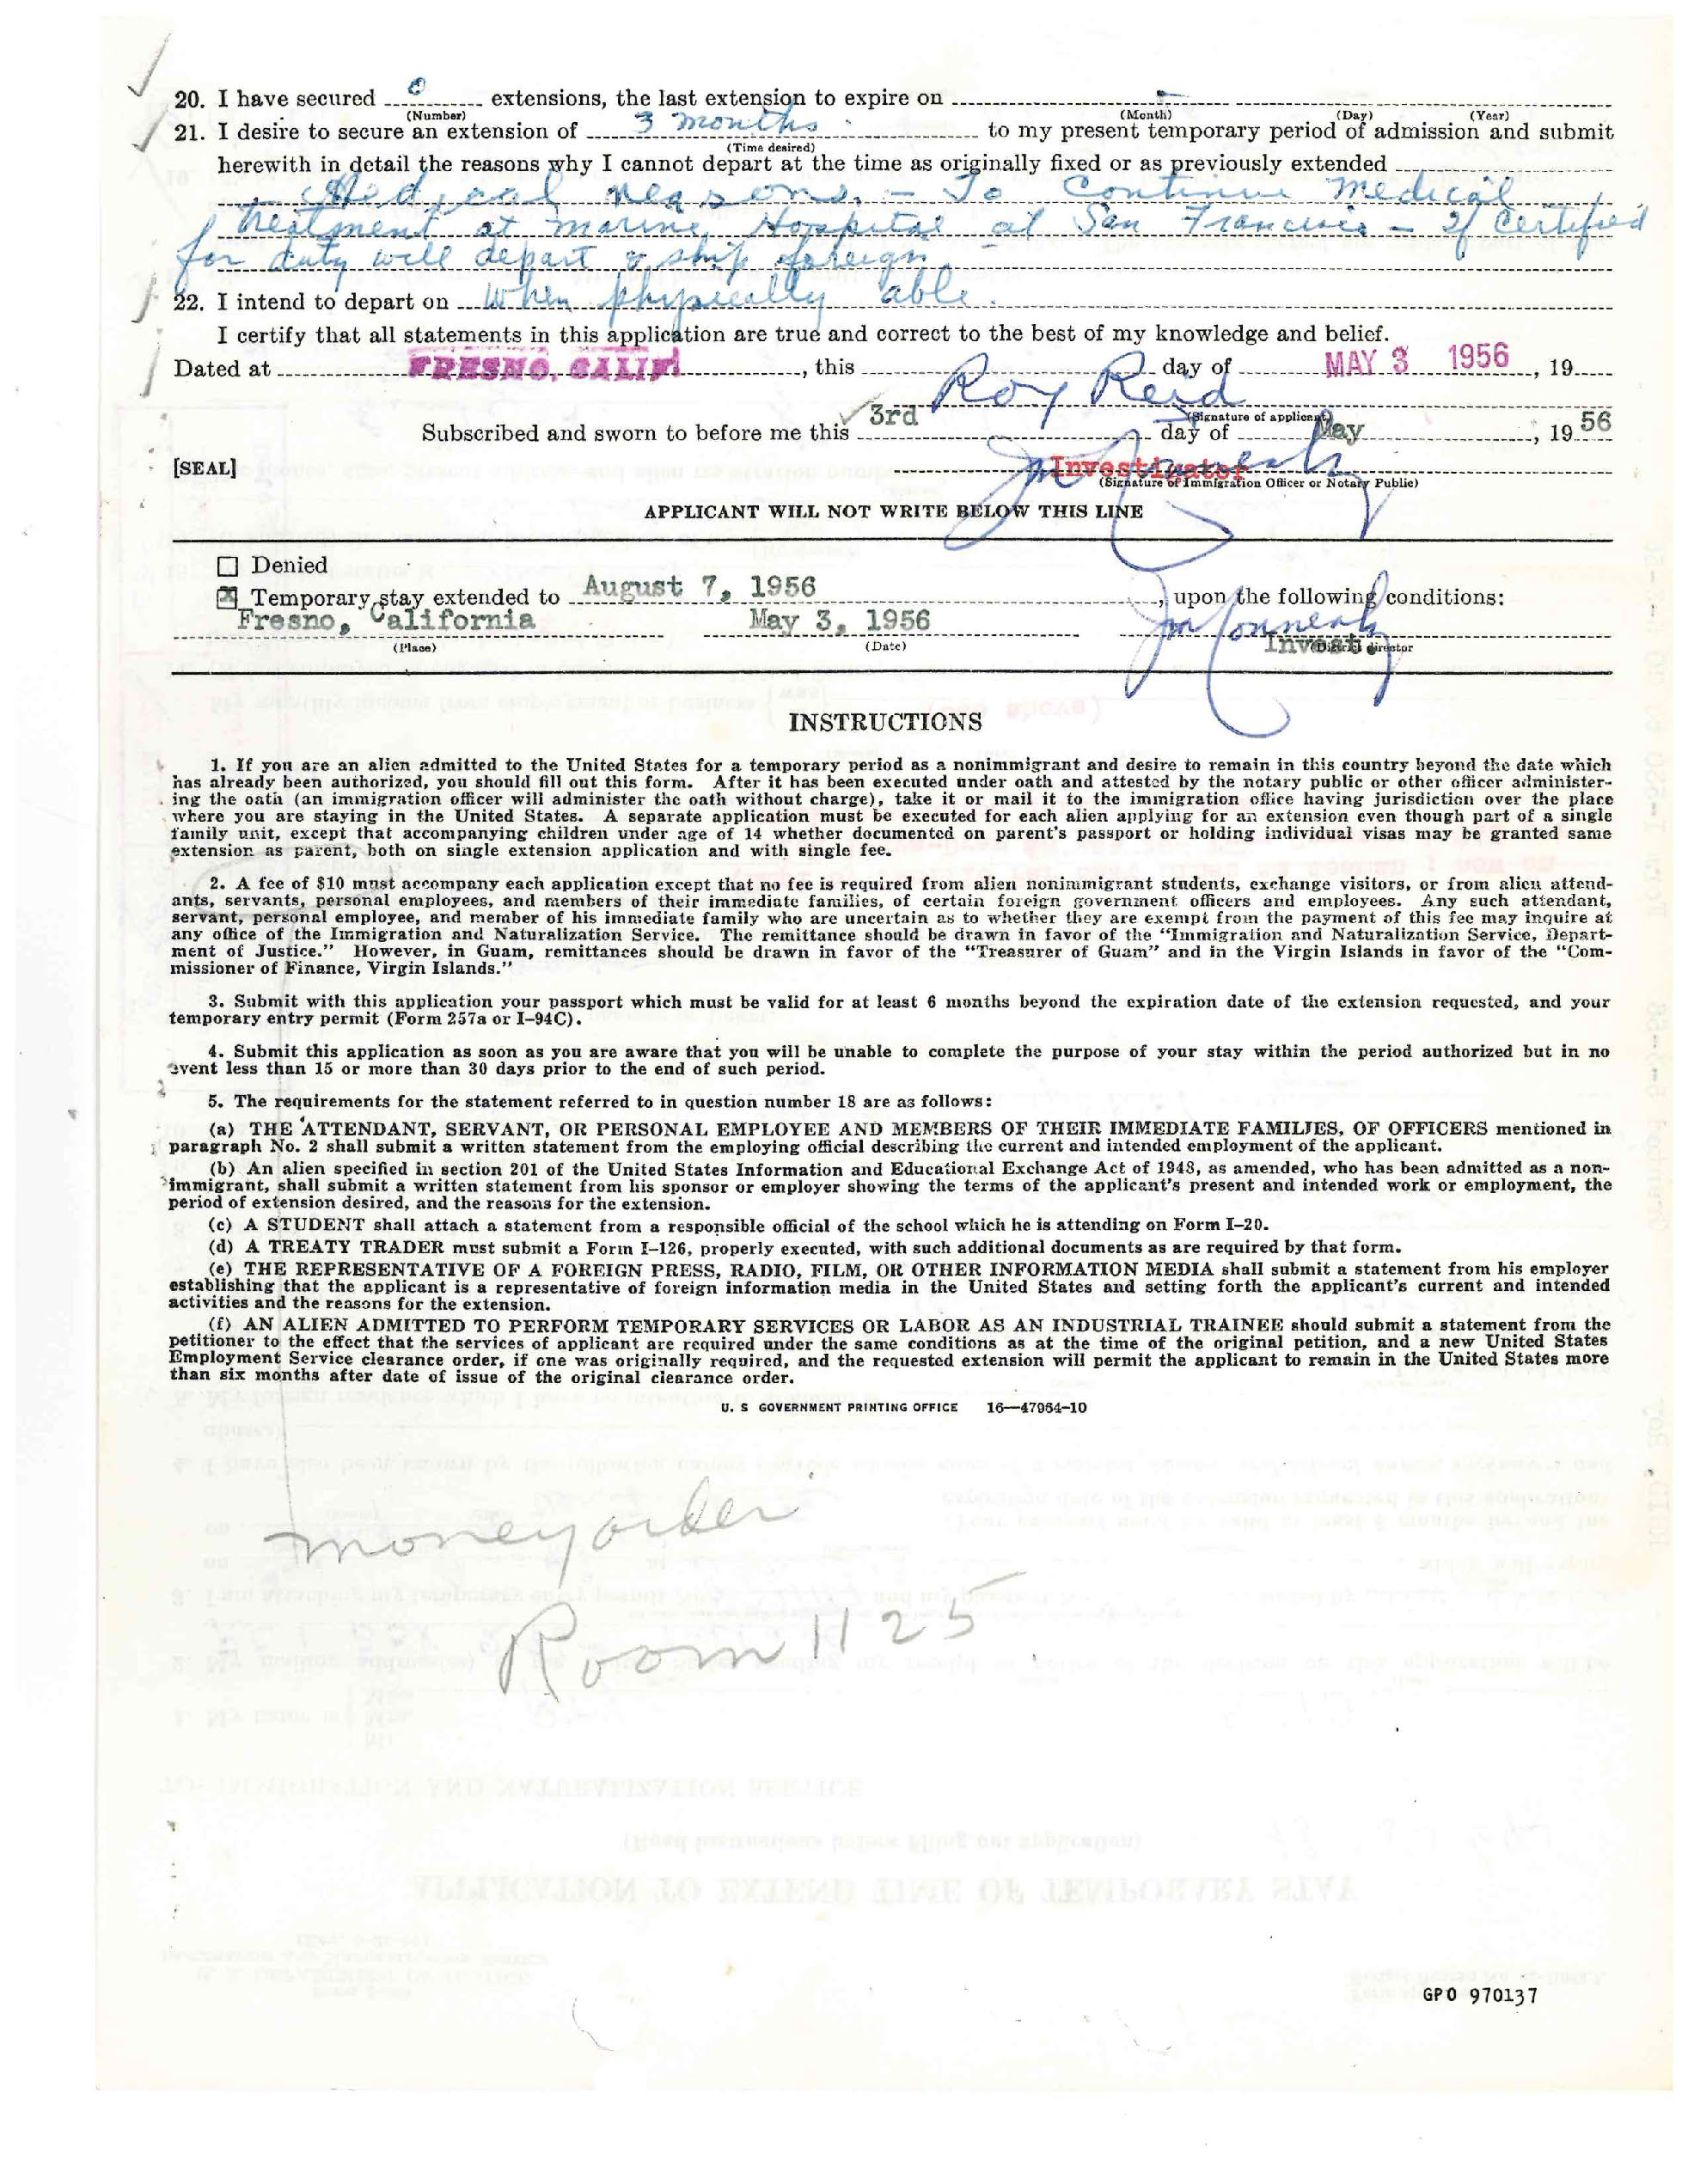 20. I have secured 0 extensions, the last extension to expire on -
(Number) (Month) (Day) (Year)
21. I desire to secure an extension of 3 months to my present temporary period of admission and submit
(Time desired)
herewith in detail the reasons why I cannot depart at the time as originally fixed or as previously extended
Medical reasons. - To continue medical
treatment at marine Hospital at San Francisco - If Certified
for duty will depart & ship foreign
22. I intend to depart on When physically able.
I certify that all statements in this application are true and correct to the best of my knowledge and belief.
Dated at FRESNO, CALIF, this day of MAY 3 1956, 19
Roy Reid
(Signature of applicant)
Subscribed and sworn to before me this 3rd day of May, 19 56
[SEAL]
Investigator
(Signature of Immigration Officer or Notary Public)
APPLICANT WILL NOT WRITE BELOW THIS LINE
Denied
Temporary stay extended to August 7, 1956, upon the following conditions:
Fresno, California May 3, 1956
(Place) (Date) Invest. District director
INSTRUCTIONS
1. If you are an alien admitted to the United States for a temporary period as a nonimmigrant and desire to remain in this country beyond the date which
has already been authorized, you should fill out this form. After it has been executed under oath and attested by the notary public or other officer administer-
ing the oath (an immigration officer will administer the oath without charge), take it or mail it to the immigration office having jurisdiction over the place
where you are staying in the United States. A separate application must be executed for each alien applying for an extension even though part of a single
family unit, except that accompanying children under age of 14 whether documented on parent's passport or holding individual visas may be granted same
extension as parent, both on single extension application and with single fee.
2. A fee of $10 must accompany each application except that no fee is required from alien nonimmigrant students, exchange visitors, or from alien attend-
ants, servants, personal employees, and members of their immediate families, of certain foreign government officers and employees. Any such attendant,
servant, personal employee, and member of his immediate family who are uncertain as to whether they are exempt from the payment of this fee may inquire at
any office of the Immigration and Naturalization Service. The remittance should be drawn in favor of the "Immigration and Naturalization Service, Depart-
ment of Justice." However, in Guam, remittances should be drawn in favor of the "Treasurer of Guam" and in the Virgin Islands in favor of the "Com-
missioner of Finance, Virgin Islands."
3. Submit with this application your passport which must be valid for at least 6 months beyond the expiration date of the extension requested, and your
temporary entry permit (Form 257a or I-94C).
4. Submit this application as soon as you are aware that you will be unable to complete the purpose of your stay within the period authorized but in no
event less than 15 or more than 30 days prior to the end of such period.
5. The requirements for the statement referred to in question number 18 are as follows:
(a) THE ATTENDANT, SERVANT, OR PERSONAL EMPLOYEE AND MEMBERS OF THEIR IMMEDIATE FAMILIES, OF OFFICERS mentioned in
paragraph No. 2 shall submit a written statement from the employing official describing the current and intended employment of the applicant.
(b) An alien specified in section 201 of the United States Information and Educational Exchange Act of 1948, as amended, who has been admitted as a non-
immigrant, shall submit a written statement from his sponsor or employer showing the terms of the applicant's present and intended work or employment, the
period of extension desired, and the reasons for the extension.
(c) A STUDENT shall attach a statement from a responsible official of the school which he is attending on Form I-20.
(d) A TREATY TRADER must submit a Form I-126, properly executed, with such additional documents as are required by that form.
(e) THE REPRESENTATIVE OF A FOREIGN PRESS, RADIO, FILM, OR OTHER INFORMATION MEDIA shall submit a statement from his employer
establishing that the applicant is a representative of foreign information media in the United States and setting forth the applicant's current and intended
activities and the reasons for the extension.
(f) AN ALIEN ADMITTED TO PERFORM TEMPORARY SERVICES OR LABOR AS AN INDUSTRIAL TRAINEE should submit a statement from the
petitioner to the effect that the services of applicant are required under the same conditions as at the time of the original petition, and a new United States
Employment Service clearance order, if one was originally required, and the requested extension will permit the applicant to remain in the United States more
than six months after date of issue of the original clearance order.
U. S GOVERNMENT PRINTING OFFICE 16-47964-10
moneyorder
Room 1125
GPO 970137